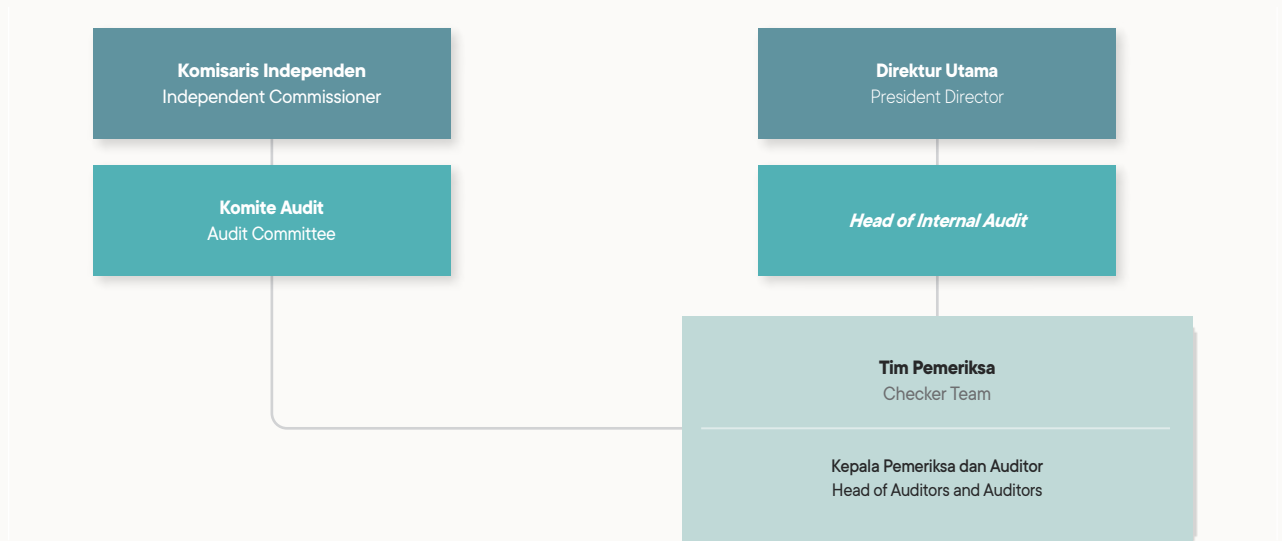 Komisaris Independen
Independent Commissioner
Direktur Utama
President Director
Komite Audit
Audit Committee
Head of Internal Audit
Tim Pemeriksa
Checker Team
Kepala Pemeriksa dan Auditor
Head of Auditors and Auditors